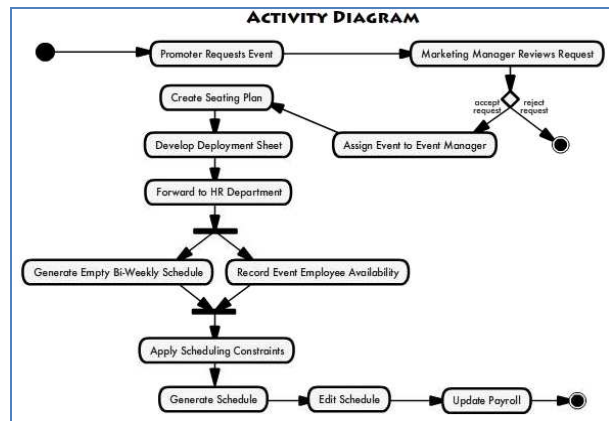 ACTIVITY DIAGRAM
Promoter Requests Event
Marketing Manager Reviews Request
accept
request
reject
request
Create Seating Plan
Assign Event to Event Manager
Develop Deployment Sheet
Forward to HR Department
Generate Empty Bi-Weekly Schedule
Record Event Employee Availability
Apply Scheduling Constraints
Generate Schedule
Edit Schedule
Update Payroll